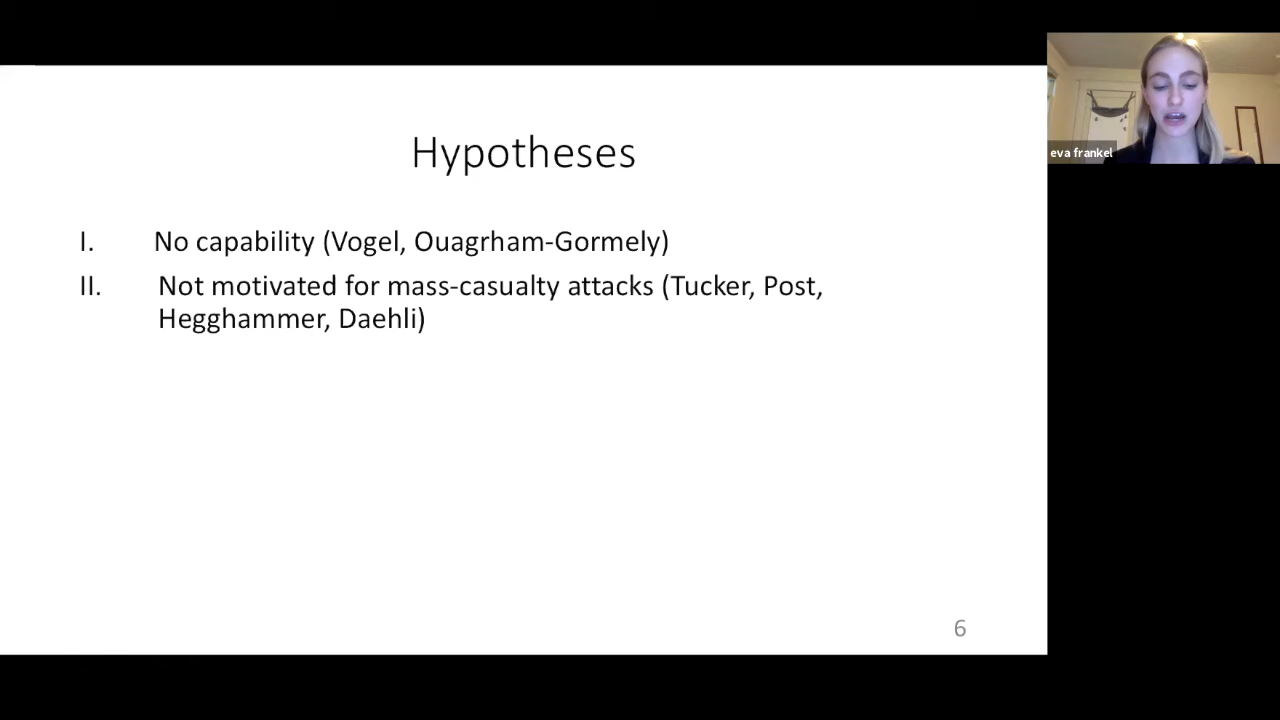 Hypotheses
I. No capability (Vogel, Ouagrham-Gormely)
II. Not motivated for mass-casualty attacks (Tucker, Post,
Hegghammer, Daehli)
6
eva frankel